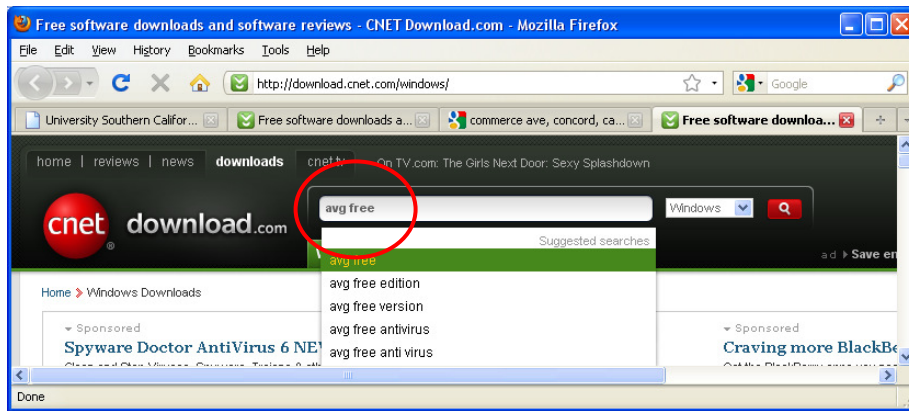 Free software downloads and software reviews - CNET Download.com - Mozilla Firefox
File Edit View History Bookmarks Tools Help
http://download.cnet.com/windows/ Google
University Southern Califor... Free software downloads a... commerce ave, concord, ca... Free software downloa...
home | reviews | news downloads cnet tv On TV.com: The Girls Next Door: Sexy Splashdown
cnet download.com avg free Windows
Suggested searches
avg free ad Save en
Home Windows Downloads avg free edition
avg free version
Sponsored avg free antivirus Sponsored
Spyware Doctor AntiVirus 6 NE avg free anti virus Craving more BlackBe
Done